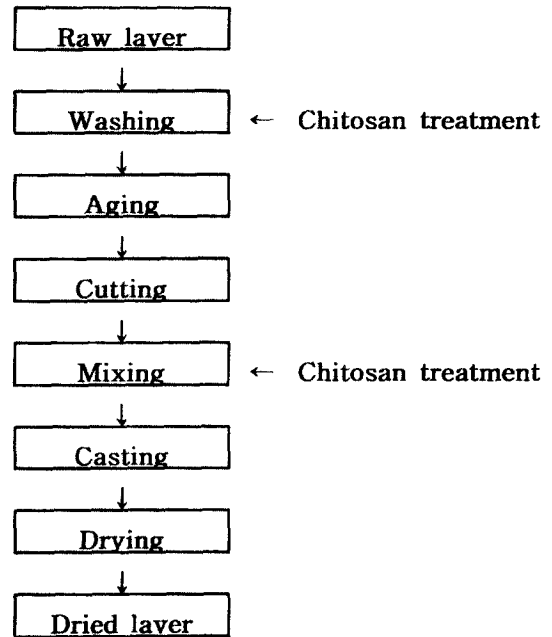 Raw laver
↓
Washing ← Chitosan treatment
↓
Aging
↓
Cutting
↓
Mixing ← Chitosan treatment
↓
Casting
↓
Drying
↓
Dried laver